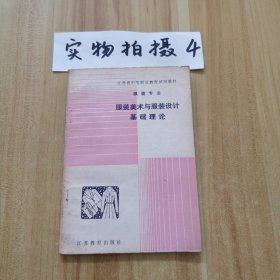 实物拍摄4
江苏省中等职业教育试用教材
服装专业
服装美术与服装设计
基础理论
江苏教育出版社